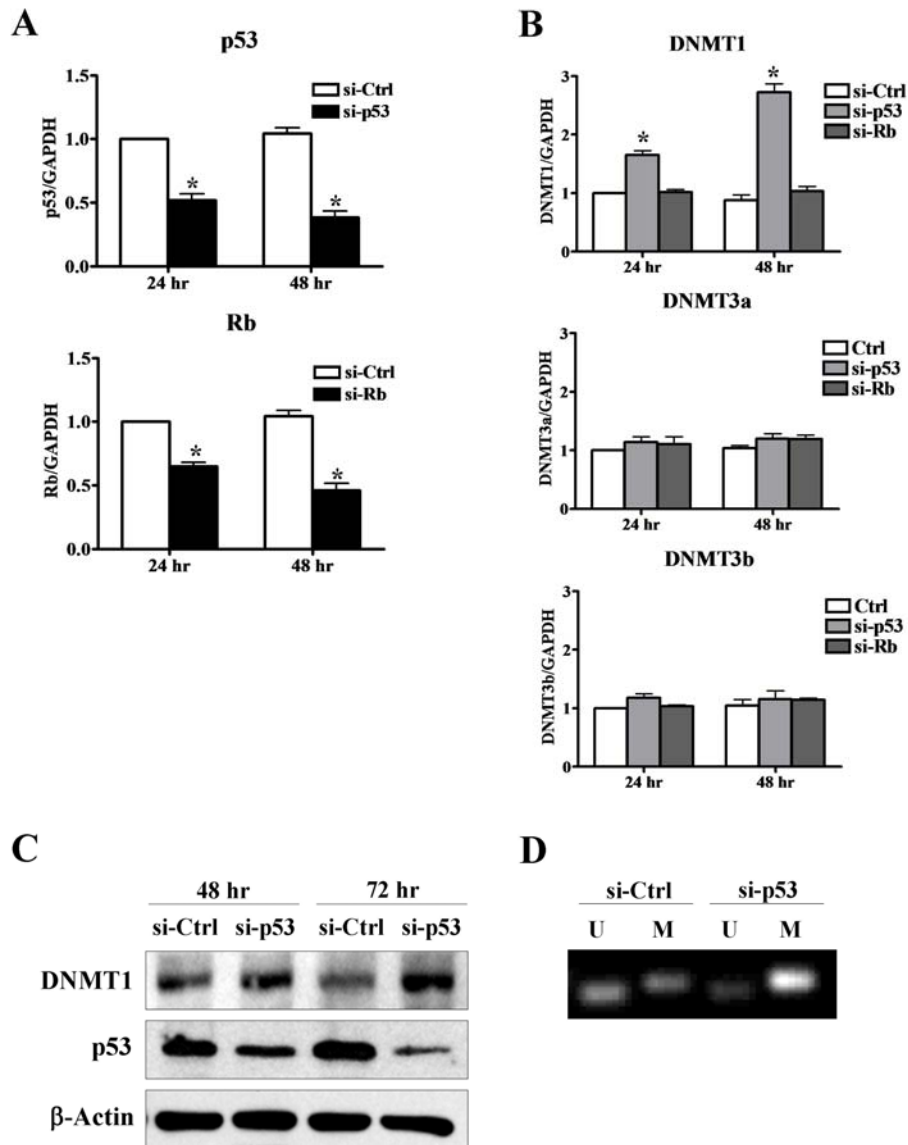 A
p53
1.5
1.0
0.5
0.0
p53/GAPDH
si-Ctrl
si-p53
*
*
24 hr
48 hr
Rb
1.5
1.0
0.5
0.0
Rb/GAPDH
si-Ctrl
si-Rb
*
*
24 hr
48 hr
B
DNMT1
3
2
1
0
DNMT1/GAPDH
si-Ctrl
si-p53
si-Rb
*
*
24 hr
48 hr
DNMT3a
3
2
1
0
DNMT3a/GAPDH
Ctrl
si-p53
si-Rb
24 hr
48 hr
DNMT3b
3
2
1
0
DNMT3b/GAPDH
Ctrl
si-p53
si-Rb
24 hr
48 hr
C
48 hr 72 hr
si-Ctrl si-p53 si-Ctrl si-p53
DNMT1
p53
β-Actin
D
si-Ctrl si-p53
U M U M